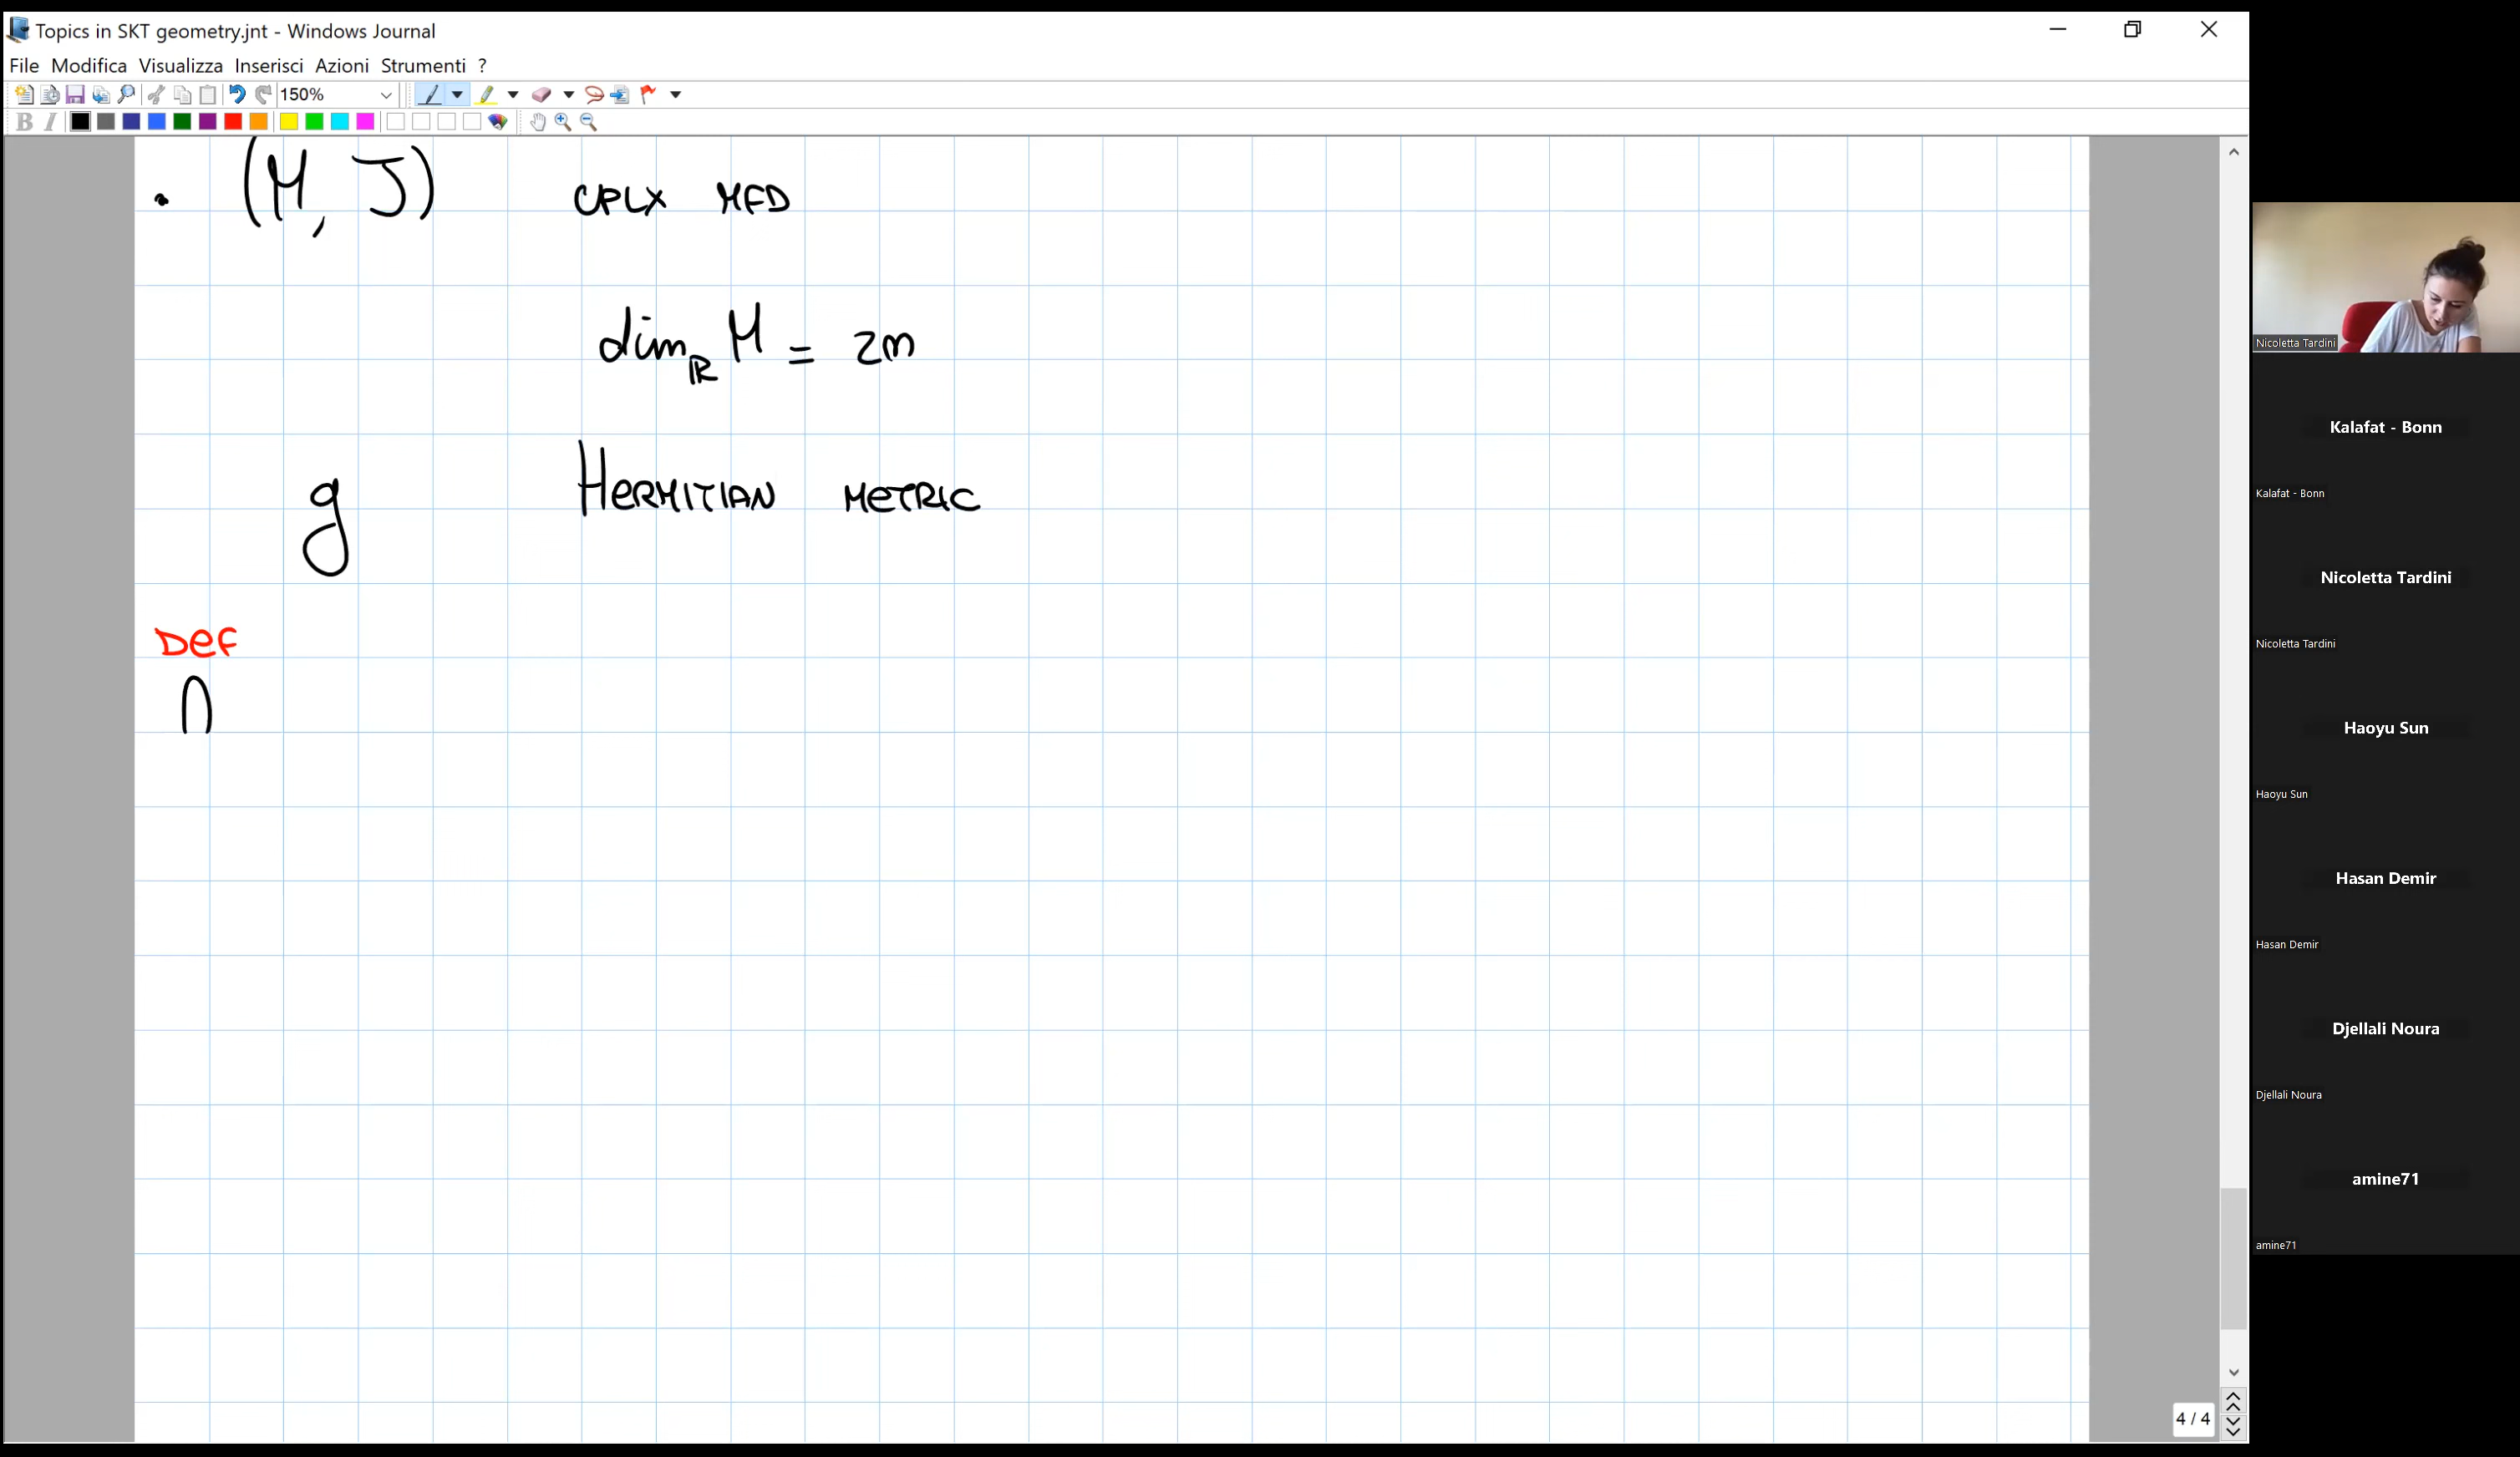 Topics in SKT geometry.jnt - Windows Journal
File Modifica Visualizza Inserisci Azioni Strumenti ?
150%
B I
. (M, J) CPLX MFD
dim_ℝ M = 2n
g HERMITIAN METRIC
Def
4 / 4
Nicoletta Tardini
Kalafat - Bonn
Kalafat - Bonn
Nicoletta Tardini
Nicoletta Tardini
Haoyu Sun
Haoyu Sun
Hasan Demir
Hasan Demir
Djellali Noura
Djellali Noura
amine71
amine71